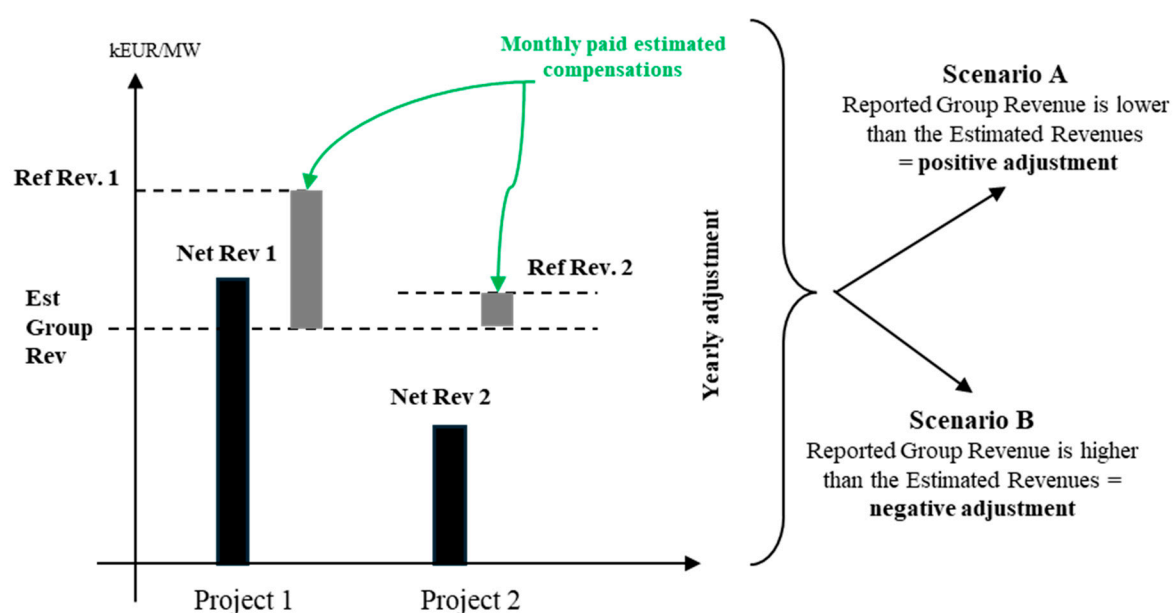 kEUR/MW
Monthly paid estimated
compensations
Ref Rev. 1
Net Rev 1
Ref Rev. 2
Est
Group
Rev
Net Rev 2
Project 1
Project 2
Yearly adjustment
Scenario A
Reported Group Revenue is lower
than the Estimated Revenues
= positive adjustment
Scenario B
Reported Group Revenue is higher
than the Estimated Revenues =
negative adjustment